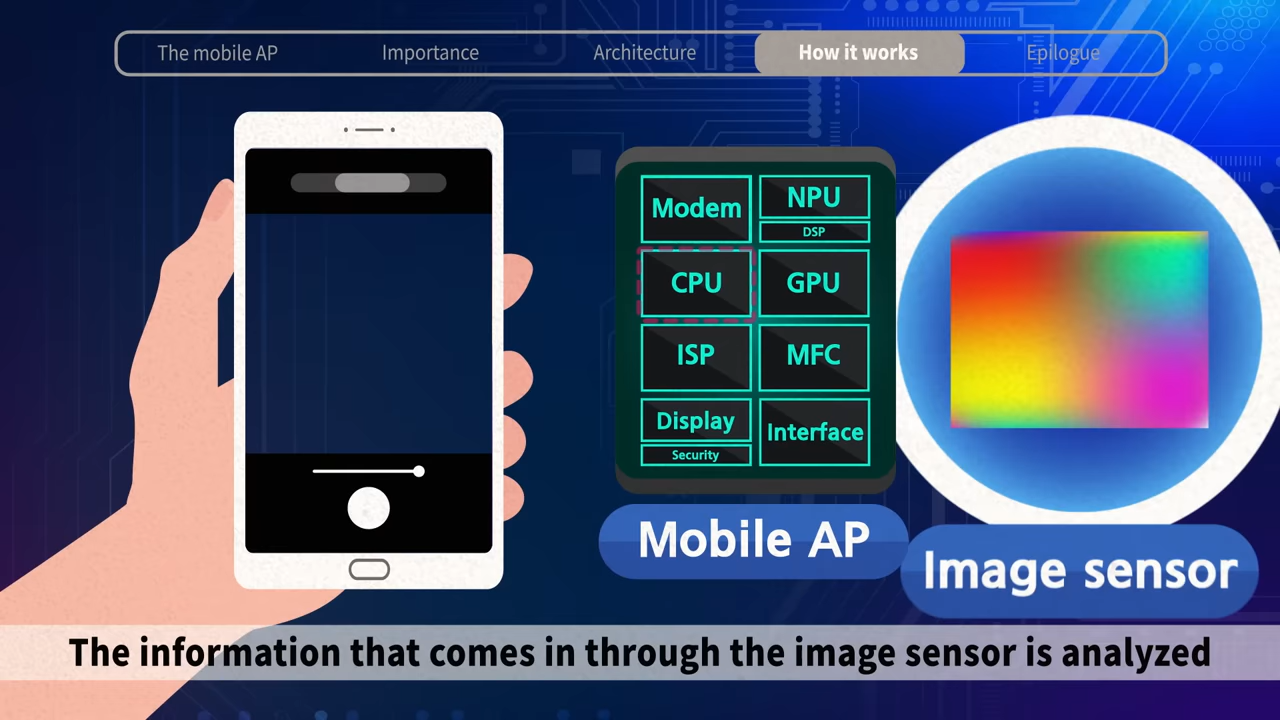 The mobile AP
Importance
Architecture
How it works
Epilogue
Modem
NPU
DSP
CPU
GPU
ISP
MFC
Display
Security
Interface
Mobile AP
Image sensor
The information that comes in through the image sensor is analyzed